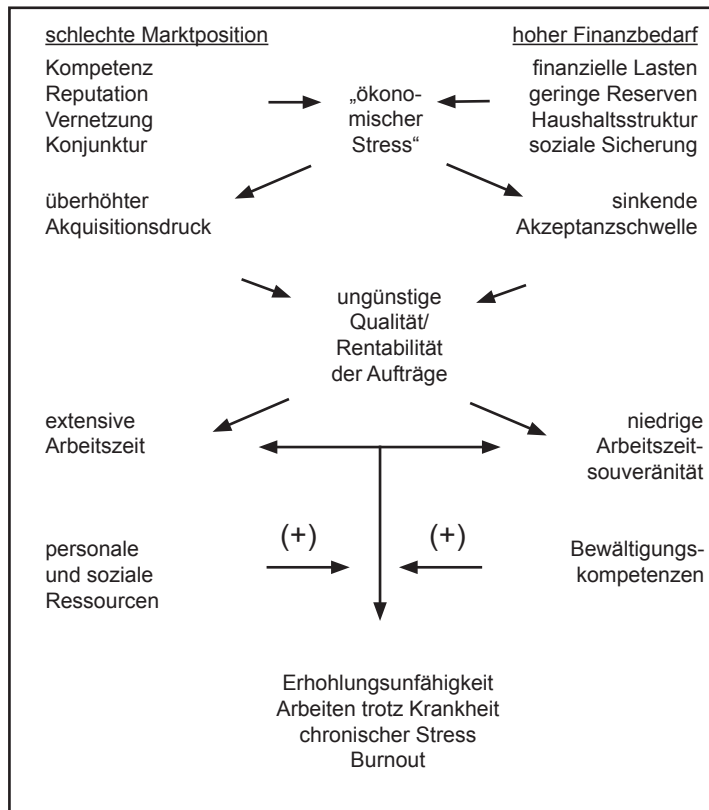 schlechte Marktposition
Kompetenz
Reputation
Vernetzung
Konjunktur
„ökono-
mischer
Stress“
hoher Finanzbedarf
finanzielle Lasten
geringe Reserven
Haushaltsstruktur
soziale Sicherung
überhöhter
Akquisitionsdruck
sinkende
Akzeptanzschwelle
ungünstige
Qualität/
Rentabilität
der Aufträge
extensive
Arbeitszeit
niedrige
Arbeitszeit-
souveränität
personale
und soziale
Ressourcen
(+)
(+)
Bewältigungs-
kompetenzen
Erhohlungsunfähigkeit
Arbeiten trotz Krankheit
chronischer Stress
Burnout